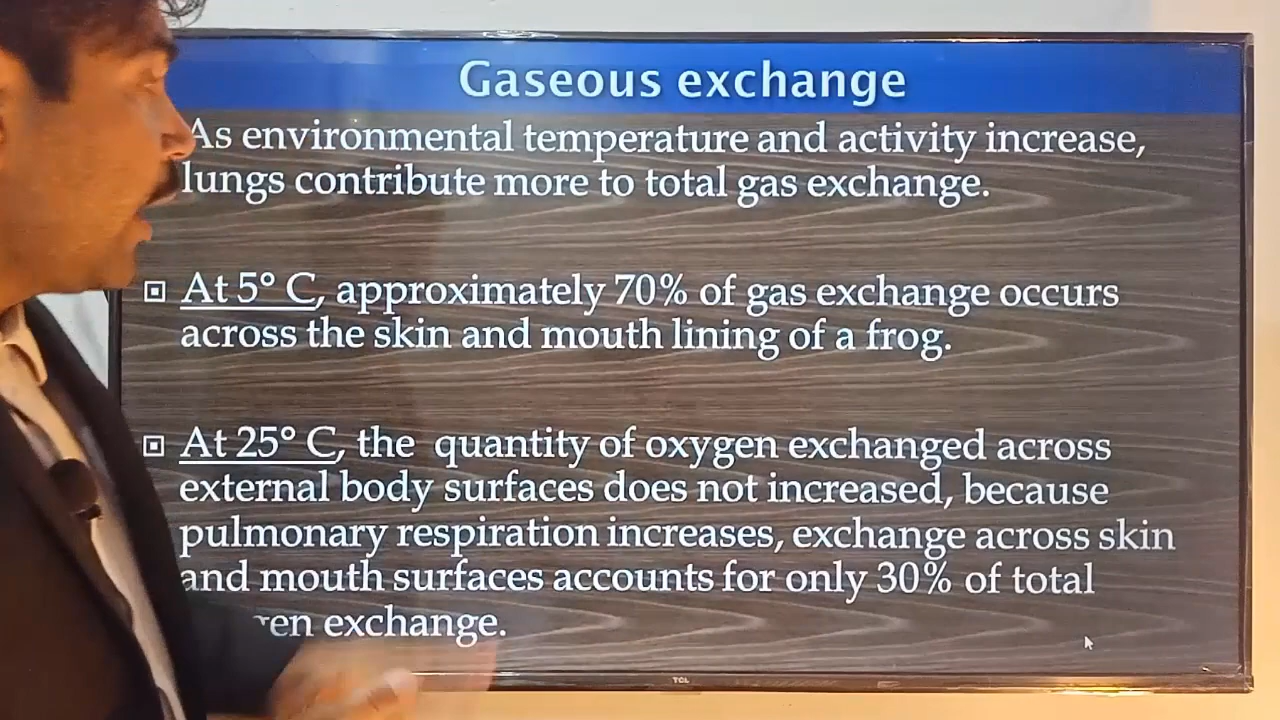 Gaseous exchange
As environmental temperature and activity increase,
lungs contribute more to total gas exchange.
At 5° C, approximately 70% of gas exchange occurs
across the skin and mouth lining of a frog.
At 25° C, the quantity of oxygen exchanged across
external body surfaces does not increased, because
pulmonary respiration increases, exchange across skin
and mouth surfaces accounts for only 30% of total
exchange.
TCL